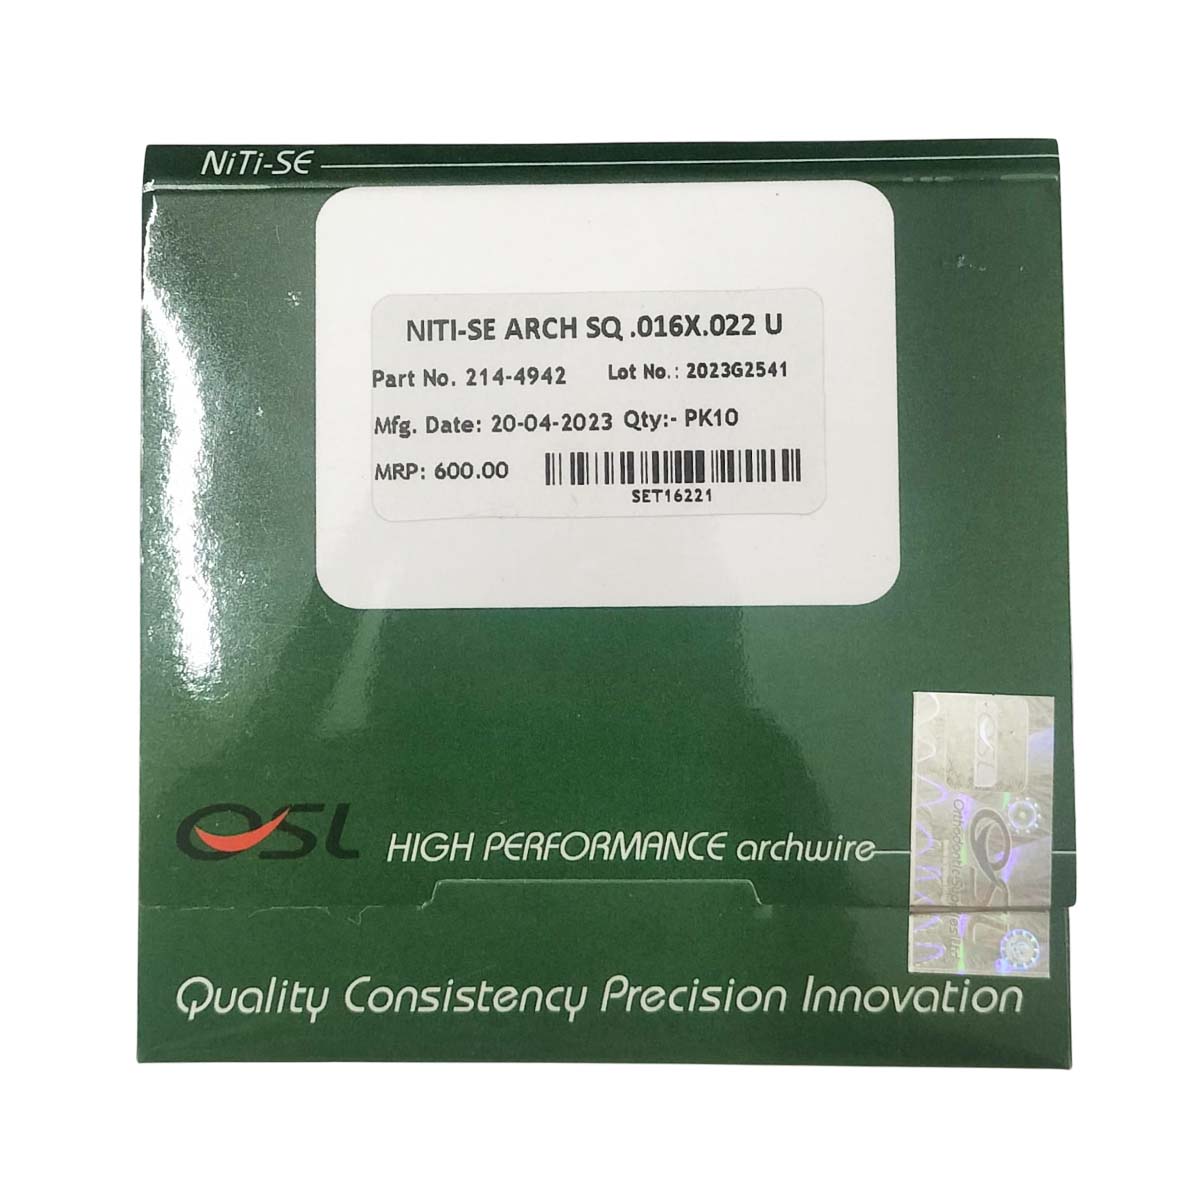 NiTi-SE
NITI-SE ARCH SQ .016X.022 U
Part No. 214-4942 Lot No.: 2023G2541
Mfg. Date: 20-04-2023 Qty:- PK10
MRP: 600.00
SET16221
OSL
OSL HIGH PERFORMANCE archwire
Quality Consistency Precision Innovation